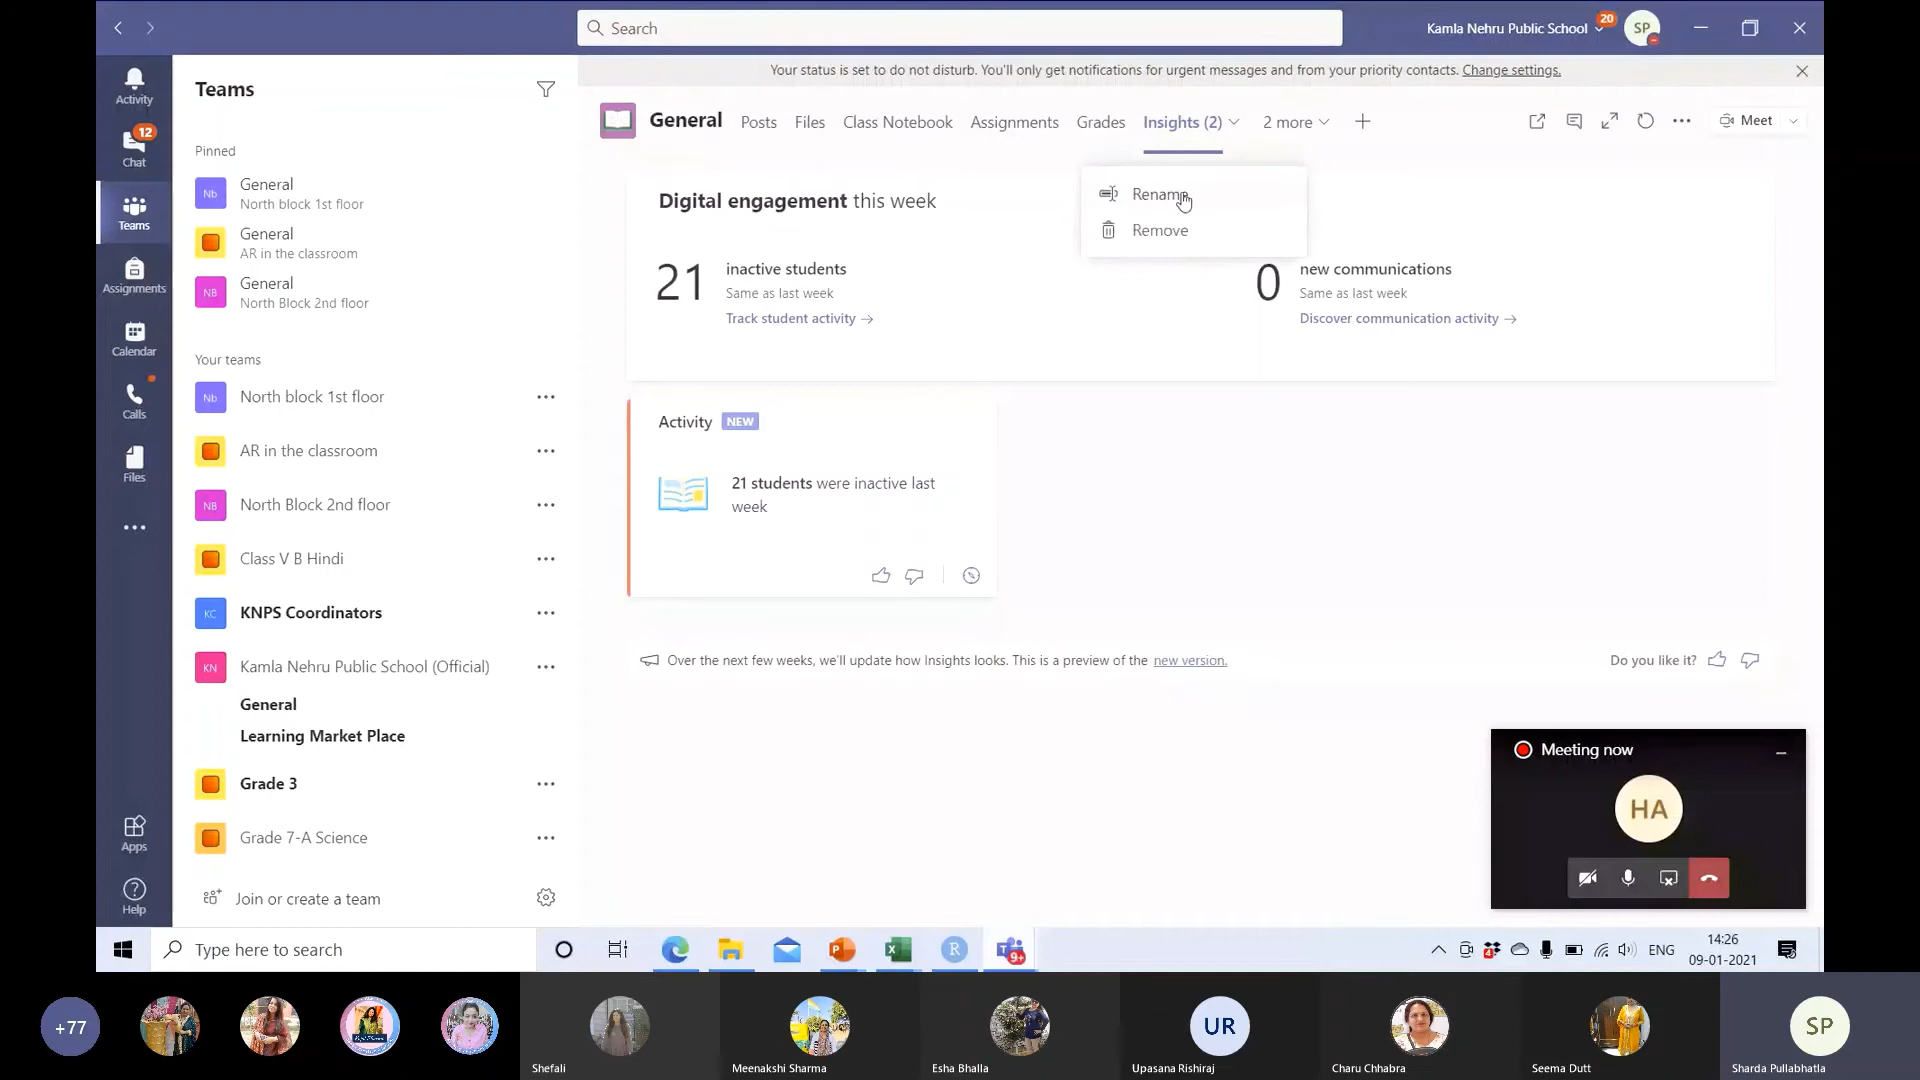 Search
Kamla Nehru Public School
20
SP
Your status is set to do not disturb. You'll only get notifications for urgent messages and from your priority contacts. Change settings.
Activity
12
Chat
Teams
Assignments
Calendar
Calls
Files
Apps
Help
Teams
Pinned
Nb
General
North block 1st floor
General
AR in the classroom
NB
General
North Block 2nd floor
Your teams
Nb
North block 1st floor
AR in the classroom
NB
North Block 2nd floor
Class V B Hindi
KC
KNPS Coordinators
KN
Kamla Nehru Public School (Official)
General
Learning Market Place
Grade 3
Grade 7-A Science
Join or create a team
General Posts Files Class Notebook Assignments Grades Insights (2) 2 more
Meet
Rename
Remove
Digital engagement this week
21
inactive students
Same as last week
Track student activity
0
new communications
Same as last week
Discover communication activity
Activity NEW
21 students were inactive last
week
Over the next few weeks, we'll update how Insights looks. This is a preview of the new version.
Do you like it?
Meeting now
HA
Type here to search
R
9+
4
ENG
14:26
09-01-2021
+77
UR
SP
Shefali
Meenakshi Sharma
Esha Bhalla
Upasana Rishiraj
Charu Chhabra
Seema Dutt
Sharda Pullabhatla